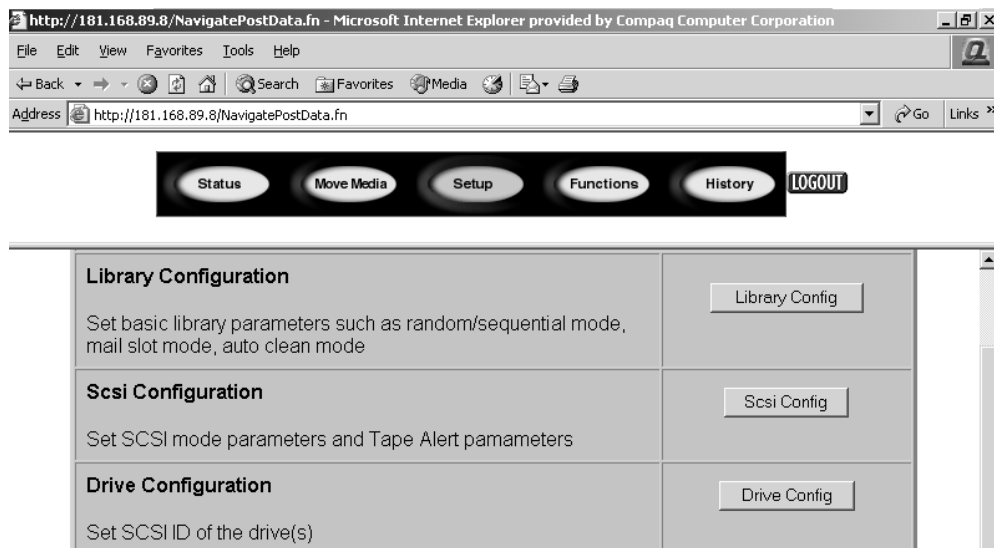 http://181.168.89.8/NavigatePostData.fn - Microsoft Internet Explorer provided by Compaq Computer Corporation
File Edit View Favorites Tools Help
Back Search Favorites Media
Address http://181.168.89.8/NavigatePostData.fn Go Links »
Status Move Media Setup Functions History LOGOUT
Library Configuration
Library Config
Set basic library parameters such as random/sequential mode,
mail slot mode, auto clean mode
Scsi Configuration
Scsi Config
Set SCSI mode parameters and Tape Alert pamameters
Drive Configuration
Drive Config
Set SCSI ID of the drive(s)